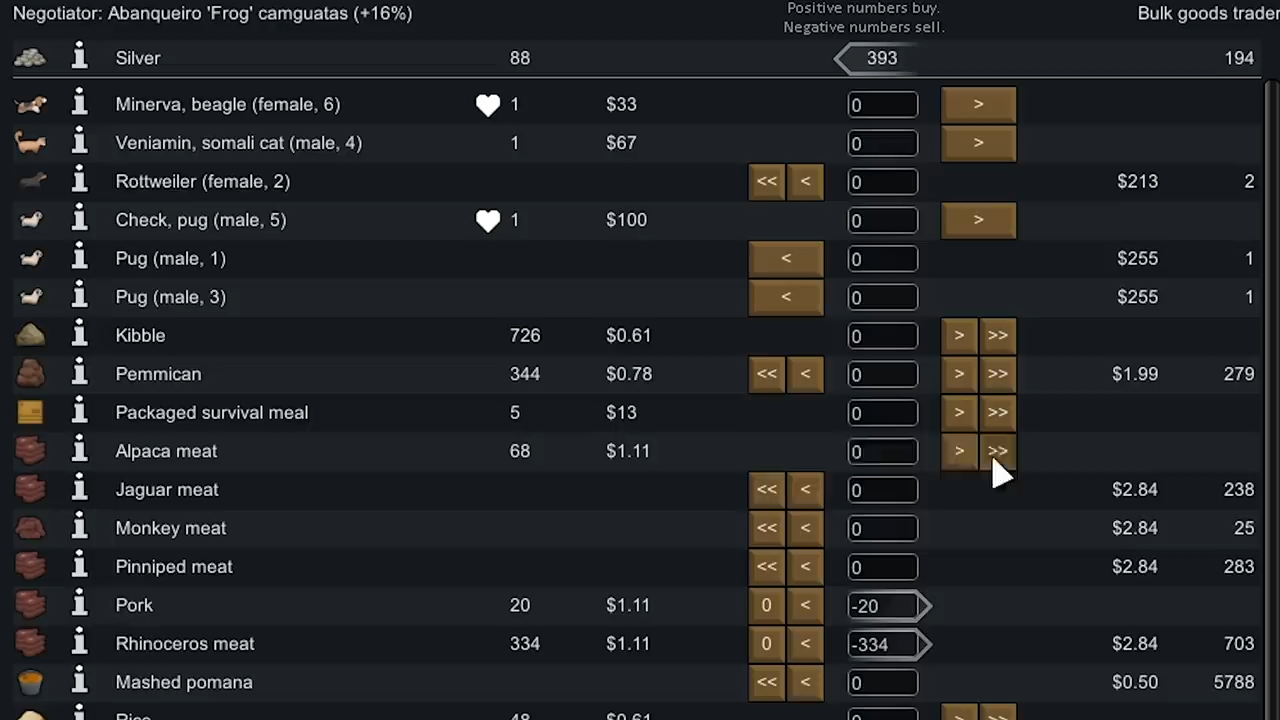 Negotiator: Abanqueiro 'Frog' camguatas (+16%) Positive numbers buy. Bulk goods trader
Negative numbers sell.
Silver 88 393 194
Minerva, beagle (female, 6) 1 $33 0 >
Veniamin, somali cat (male, 4) 1 $67 0 >
Rottweiler (female, 2) << < 0 $213 2
Check, pug (male, 5) 1 $100 0 >
Pug (male, 1) < 0 $255 1
Pug (male, 3) < 0 $255 1
Kibble 726 $0.61 0 > >>
Pemmican 344 $0.78 << < 0 > >> $1.99 279
Packaged survival meal 5 $13 0 > >>
Alpaca meat 68 $1.11 0 > >>
Jaguar meat << < 0 $2.84 238
Monkey meat << < 0 $2.84 25
Pinniped meat << < 0 $2.84 283
Pork 20 $1.11 0 < -20
Rhinoceros meat 334 $1.11 0 < -334 $2.84 703
Mashed pomana << < 0 $0.50 5788
Rice 48 $0.61 0 > >>